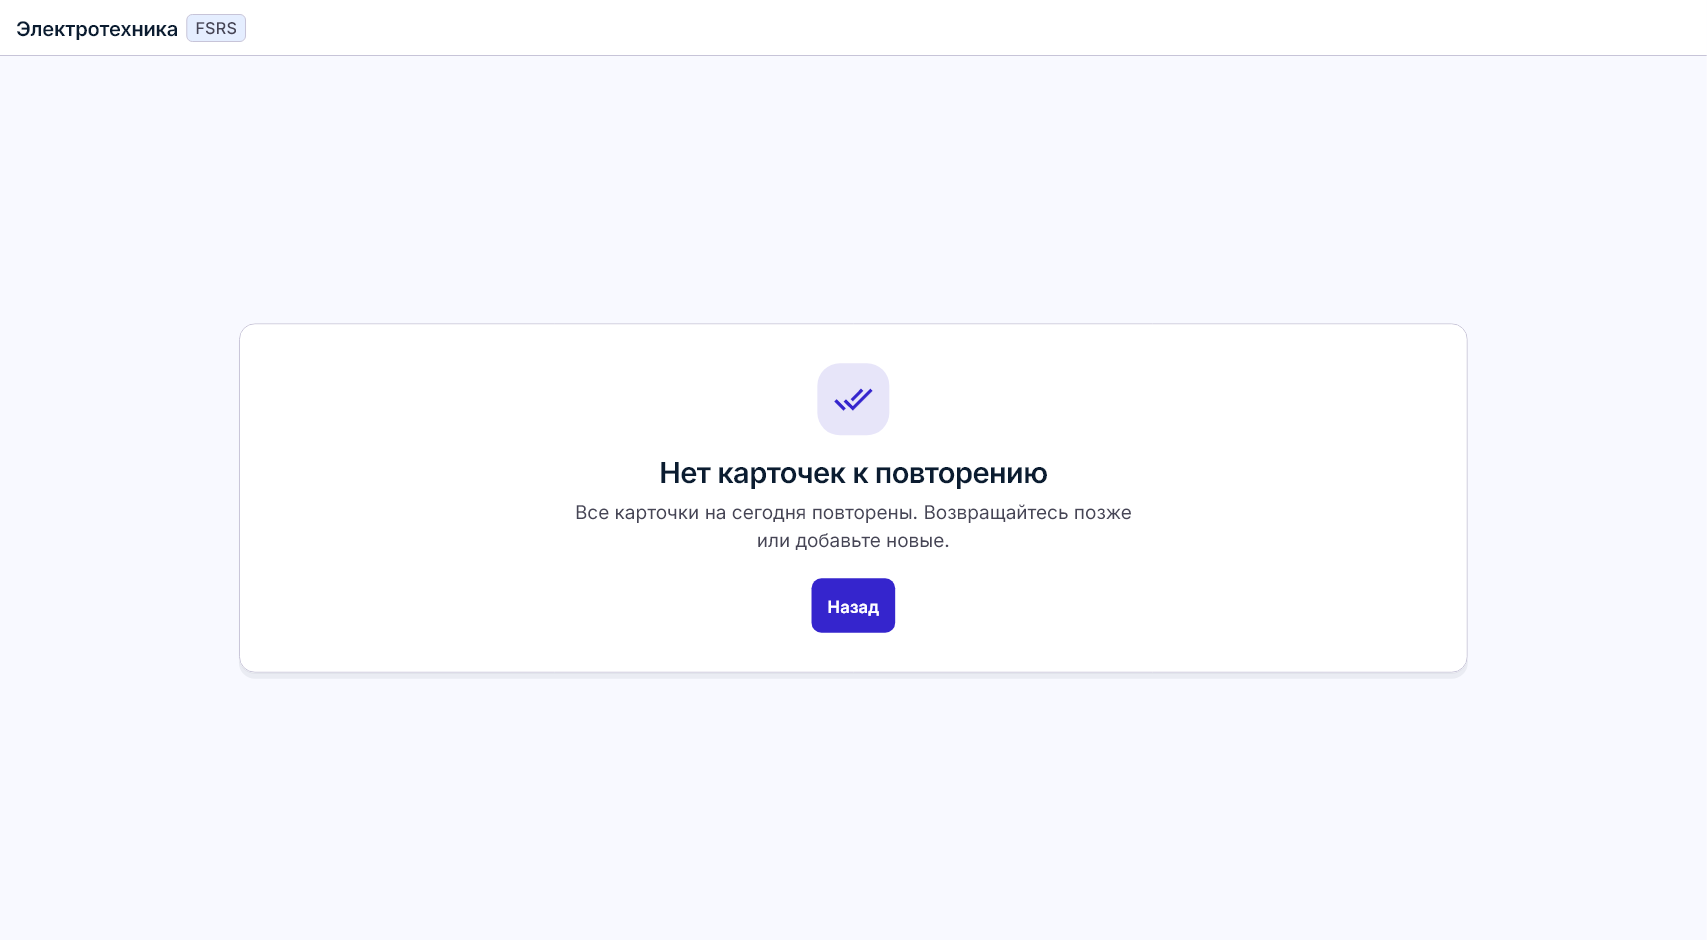 Электротехника FSRS
Нет карточек к повторению
Все карточки на сегодня повторены. Возвращайтесь позже
или добавьте новые.
Назад